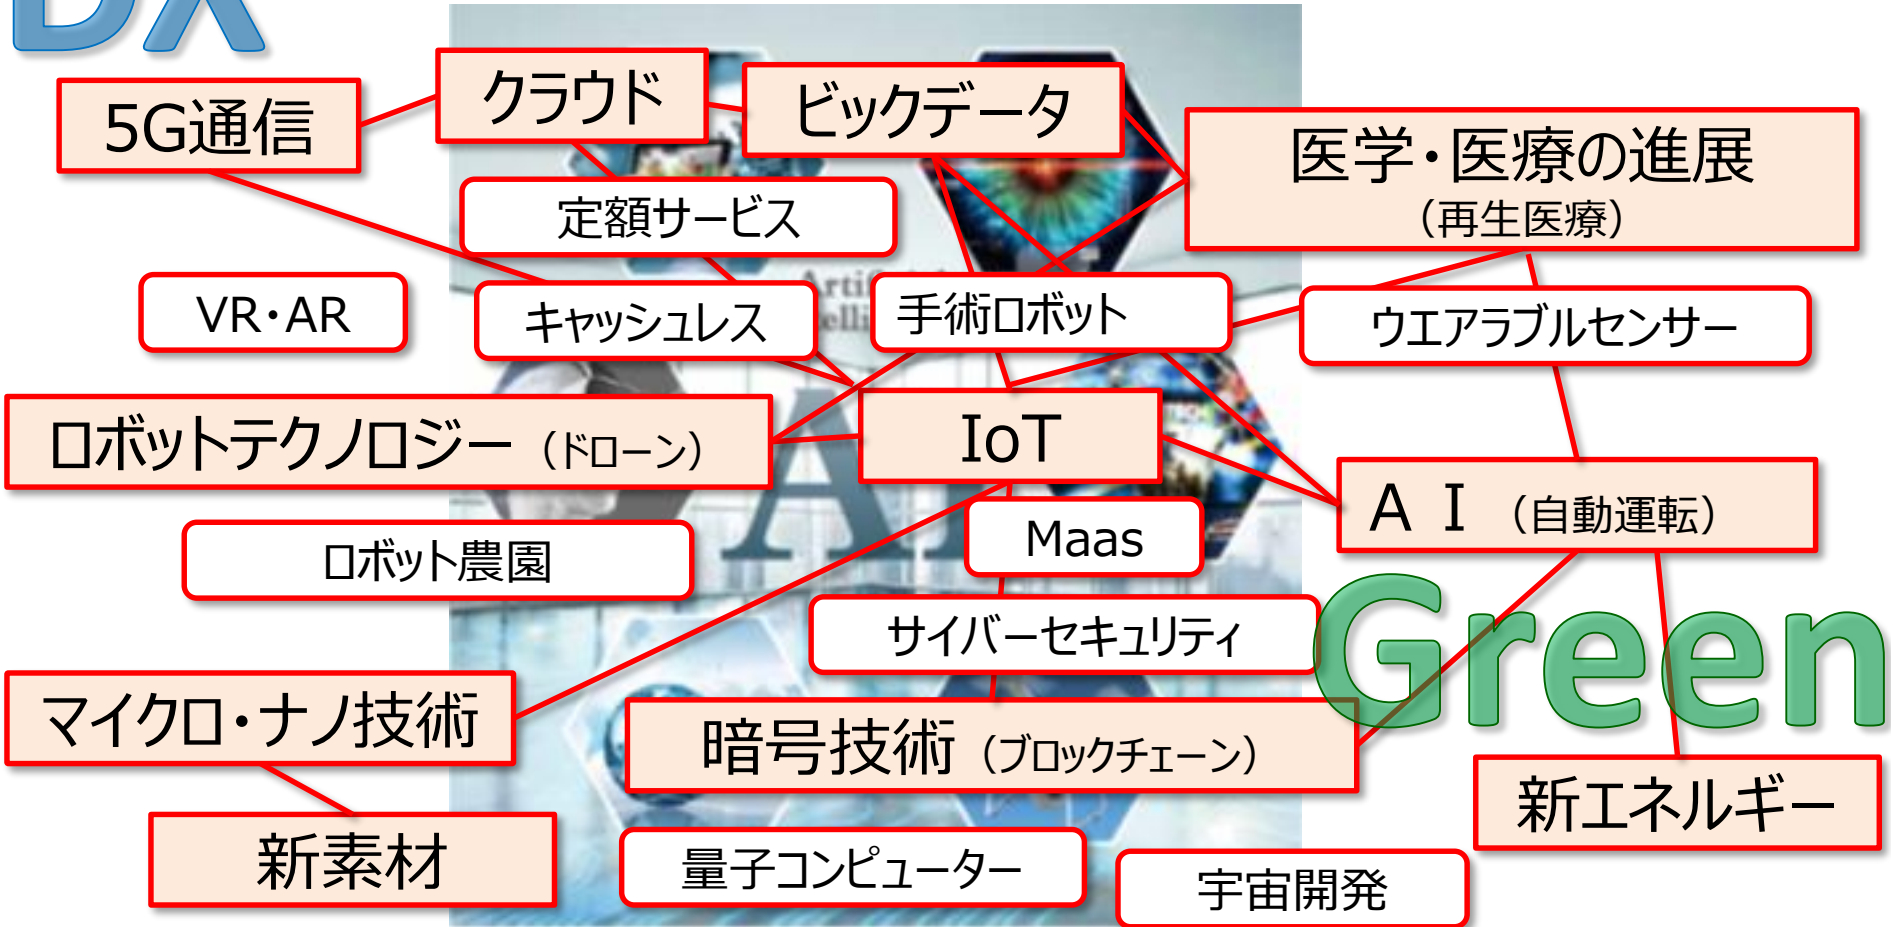 DX
5G通信
クラウド
ビックデータ
医学・医療の進展
（再生医療）
定額サービス
VR・AR
キャッシュレス
手術ロボット
ウエアラブルセンサー
ロボットテクノロジー（ドローン）
IoT
ＡＩ（自動運転）
AI
ロボット農園
Maas
サイバーセキュリティ
Green
マイクロ・ナノ技術
暗号技術（ブロックチェーン）
新エネルギー
新素材
量子コンピューター
宇宙開発